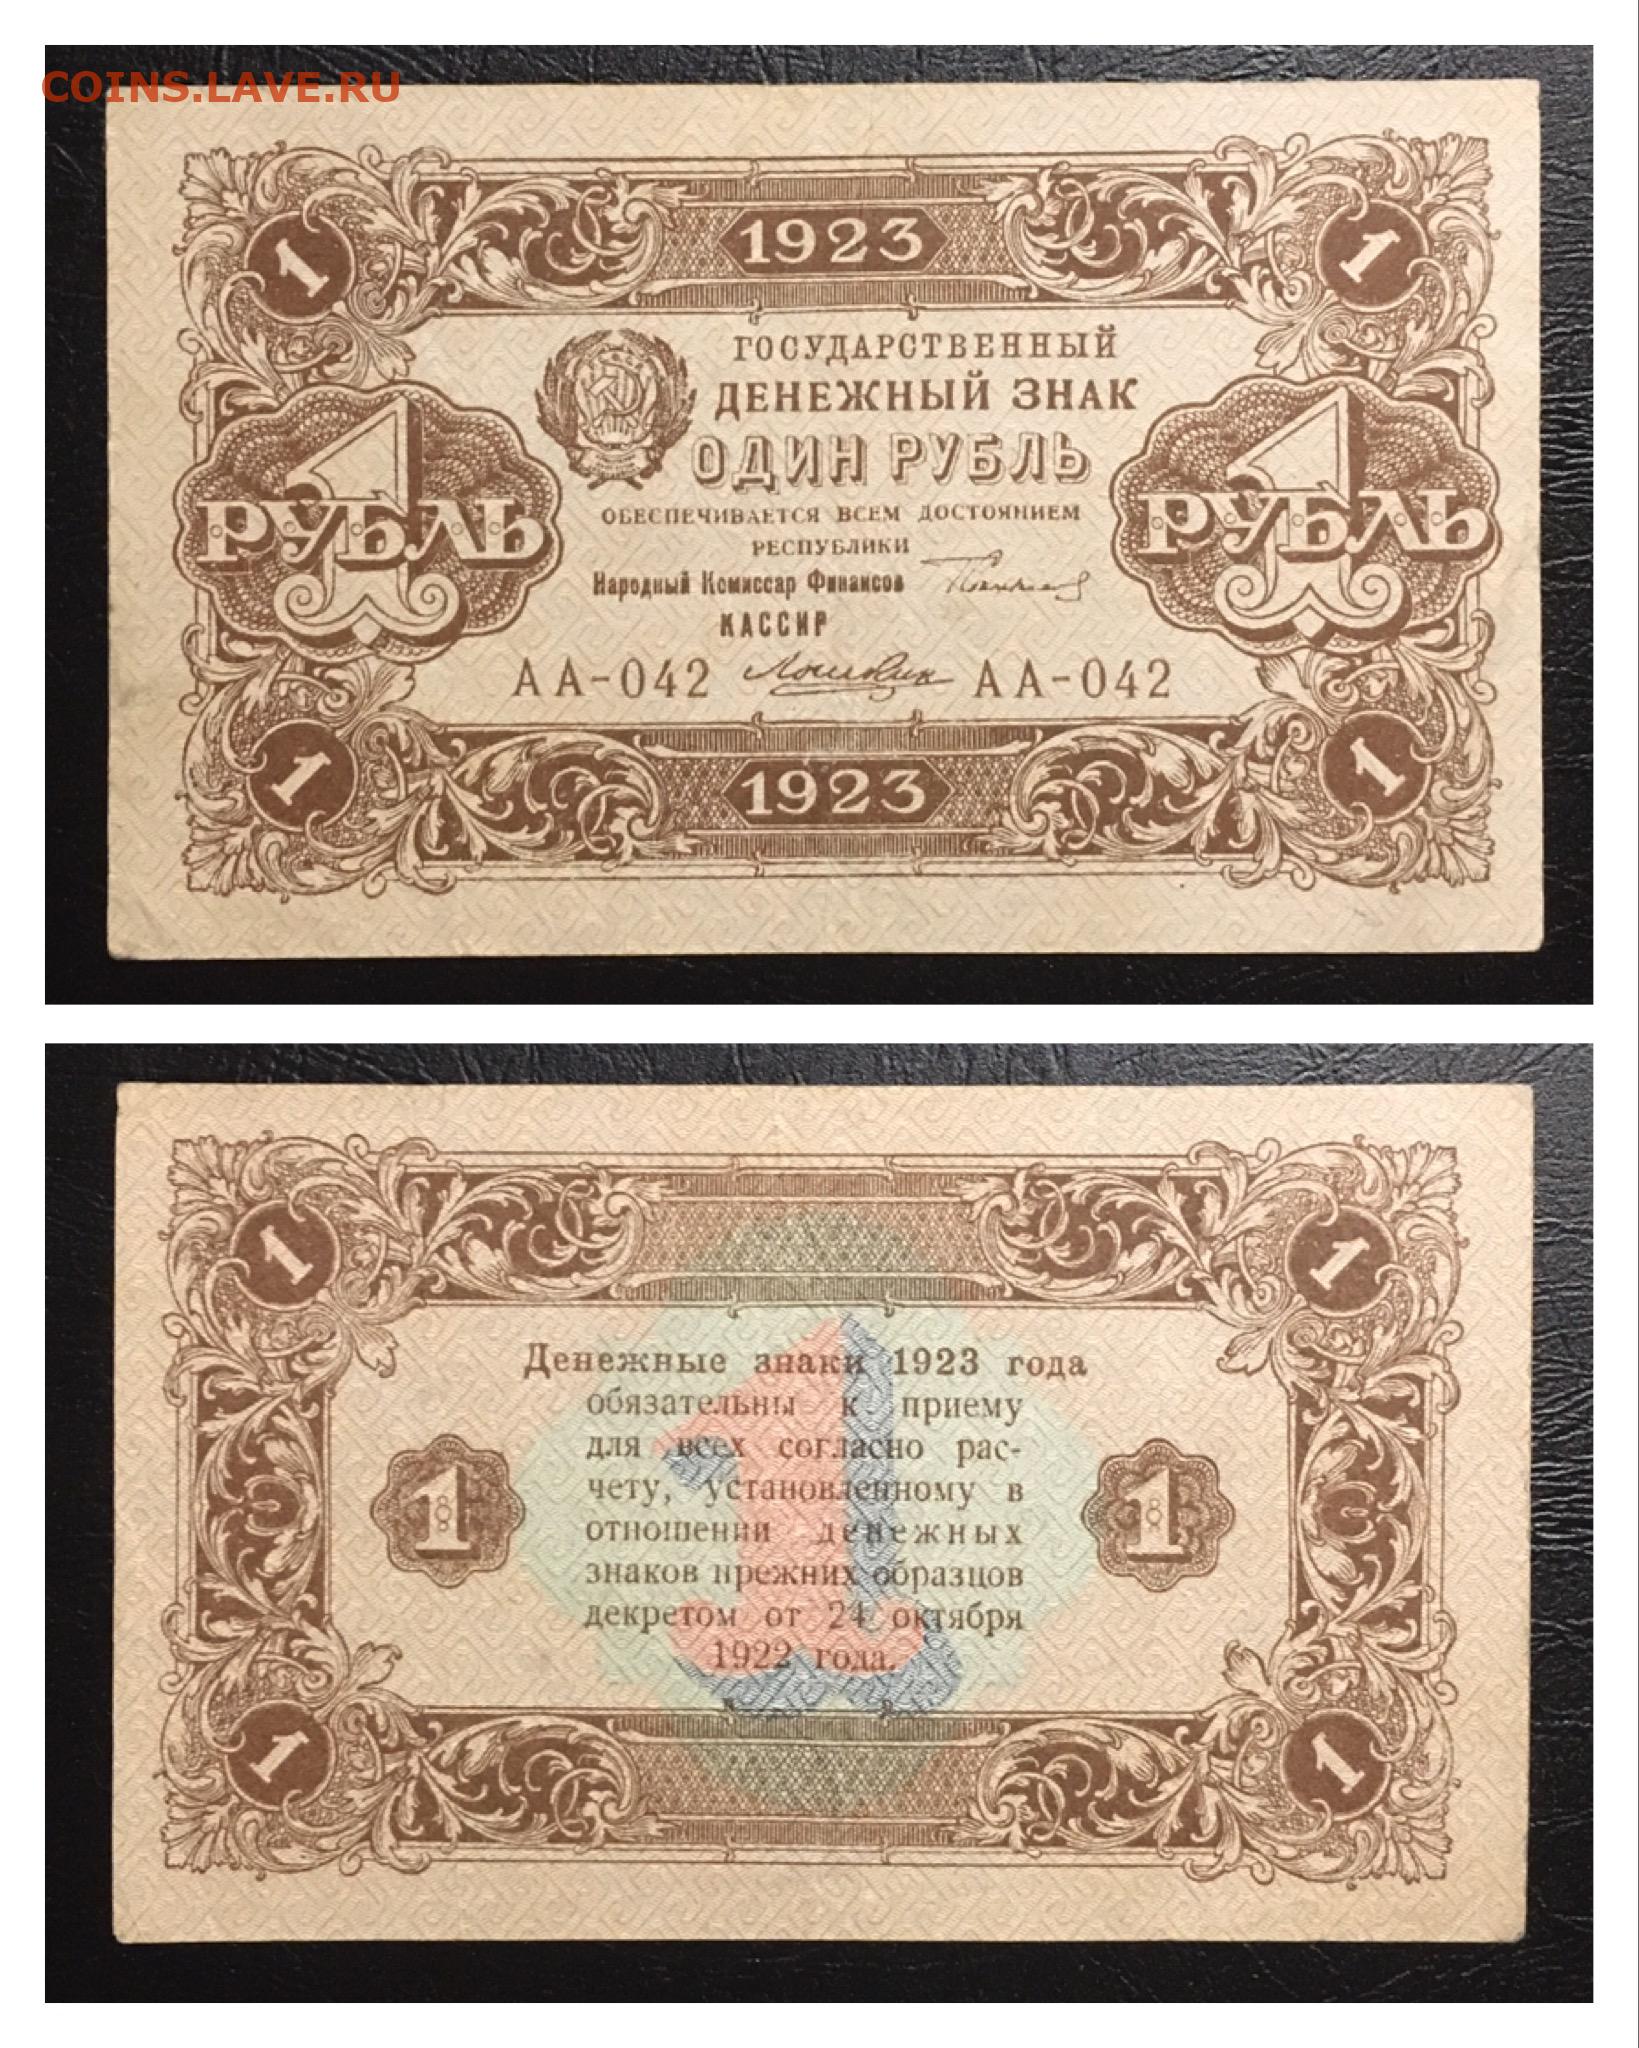 COINS.LAVE.RU
1 1923 1
ГОСУДАРСТВЕННЫЙ
ДЕНЕЖНЫЙ ЗНАК
ОДИН РУБЛЬ
1 РУБЛЬ
1 РУБЛЬ
ОБЕСПЕЧИВАЕТСЯ ВСЕМ ДОСТОЯНИЕМ
РЕСПУБЛИКИ
Народный Комиссар Финансов
КАССИР
АА-042 АА-042
1 1923 1
1 1
Денежные знаки 1923 года
обязательны к приему
для всех согласно рас-
чету, установленному в
отношении денежных
знаков прежних образцов
декретом от 24 октября
1922 года.
1 1 1
1 1